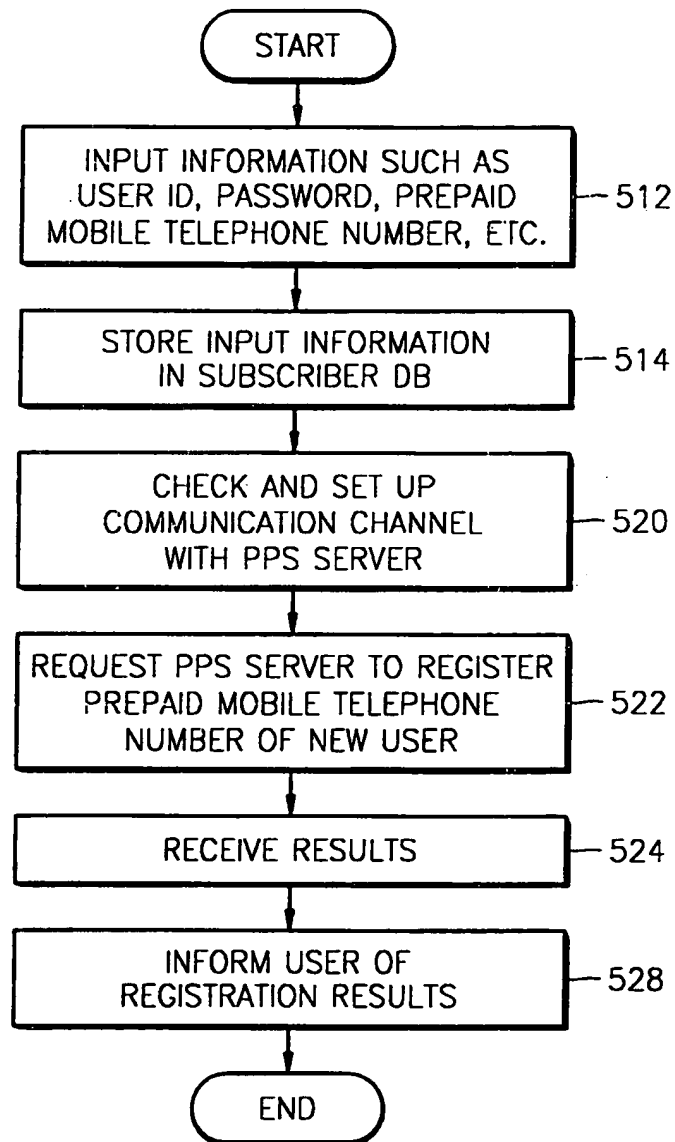 START
INPUT INFORMATION SUCH AS
USER ID, PASSWORD, PREPAID
MOBILE TELEPHONE NUMBER, ETC.
512
STORE INPUT INFORMATION
IN SUBSCRIBER DB
514
CHECK AND SET UP
COMMUNICATION CHANNEL
WITH PPS SERVER
520
REQUEST PPS SERVER TO REGISTER
PREPAID MOBILE TELEPHONE
NUMBER OF NEW USER
522
RECEIVE RESULTS
524
INFORM USER OF
REGISTRATION RESULTS
528
END